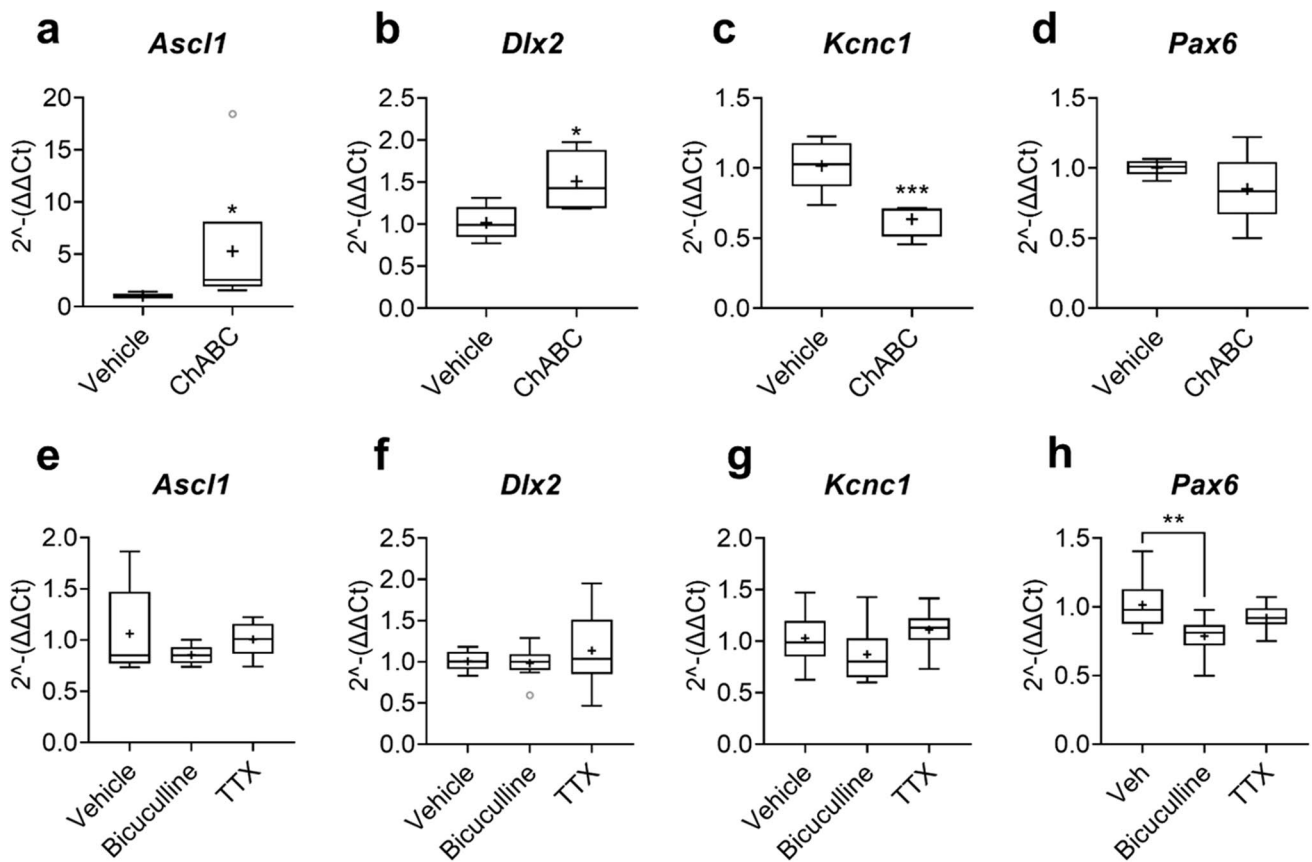 a
Ascl1
2^-(ΔΔCt)
20
15
10
5
0
*
Vehicle
ChABC
b
Dlx2
2^-(ΔΔCt)
2.5
2.0
1.5
1.0
0.5
0.0
*
Vehicle
ChABC
c
Kcnc1
2^-(ΔΔCt)
1.5
1.0
0.5
0.0
***
Vehicle
ChABC
d
Pax6
2^-(ΔΔCt)
1.5
1.0
0.5
0.0
Vehicle
ChABC
e
Ascl1
2^-(ΔΔCt)
2.0
1.5
1.0
0.5
0.0
Vehicle
Bicuculline
TTX
f
Dlx2
2^-(ΔΔCt)
2.5
2.0
1.5
1.0
0.5
0.0
Vehicle
Bicuculline
TTX
g
Kcnc1
2^-(ΔΔCt)
2.0
1.5
1.0
0.5
0.0
Vehicle
Bicuculline
TTX
h
Pax6
2^-(ΔΔCt)
1.5
1.0
0.5
0.0
**
Veh
Bicuculline
TTX